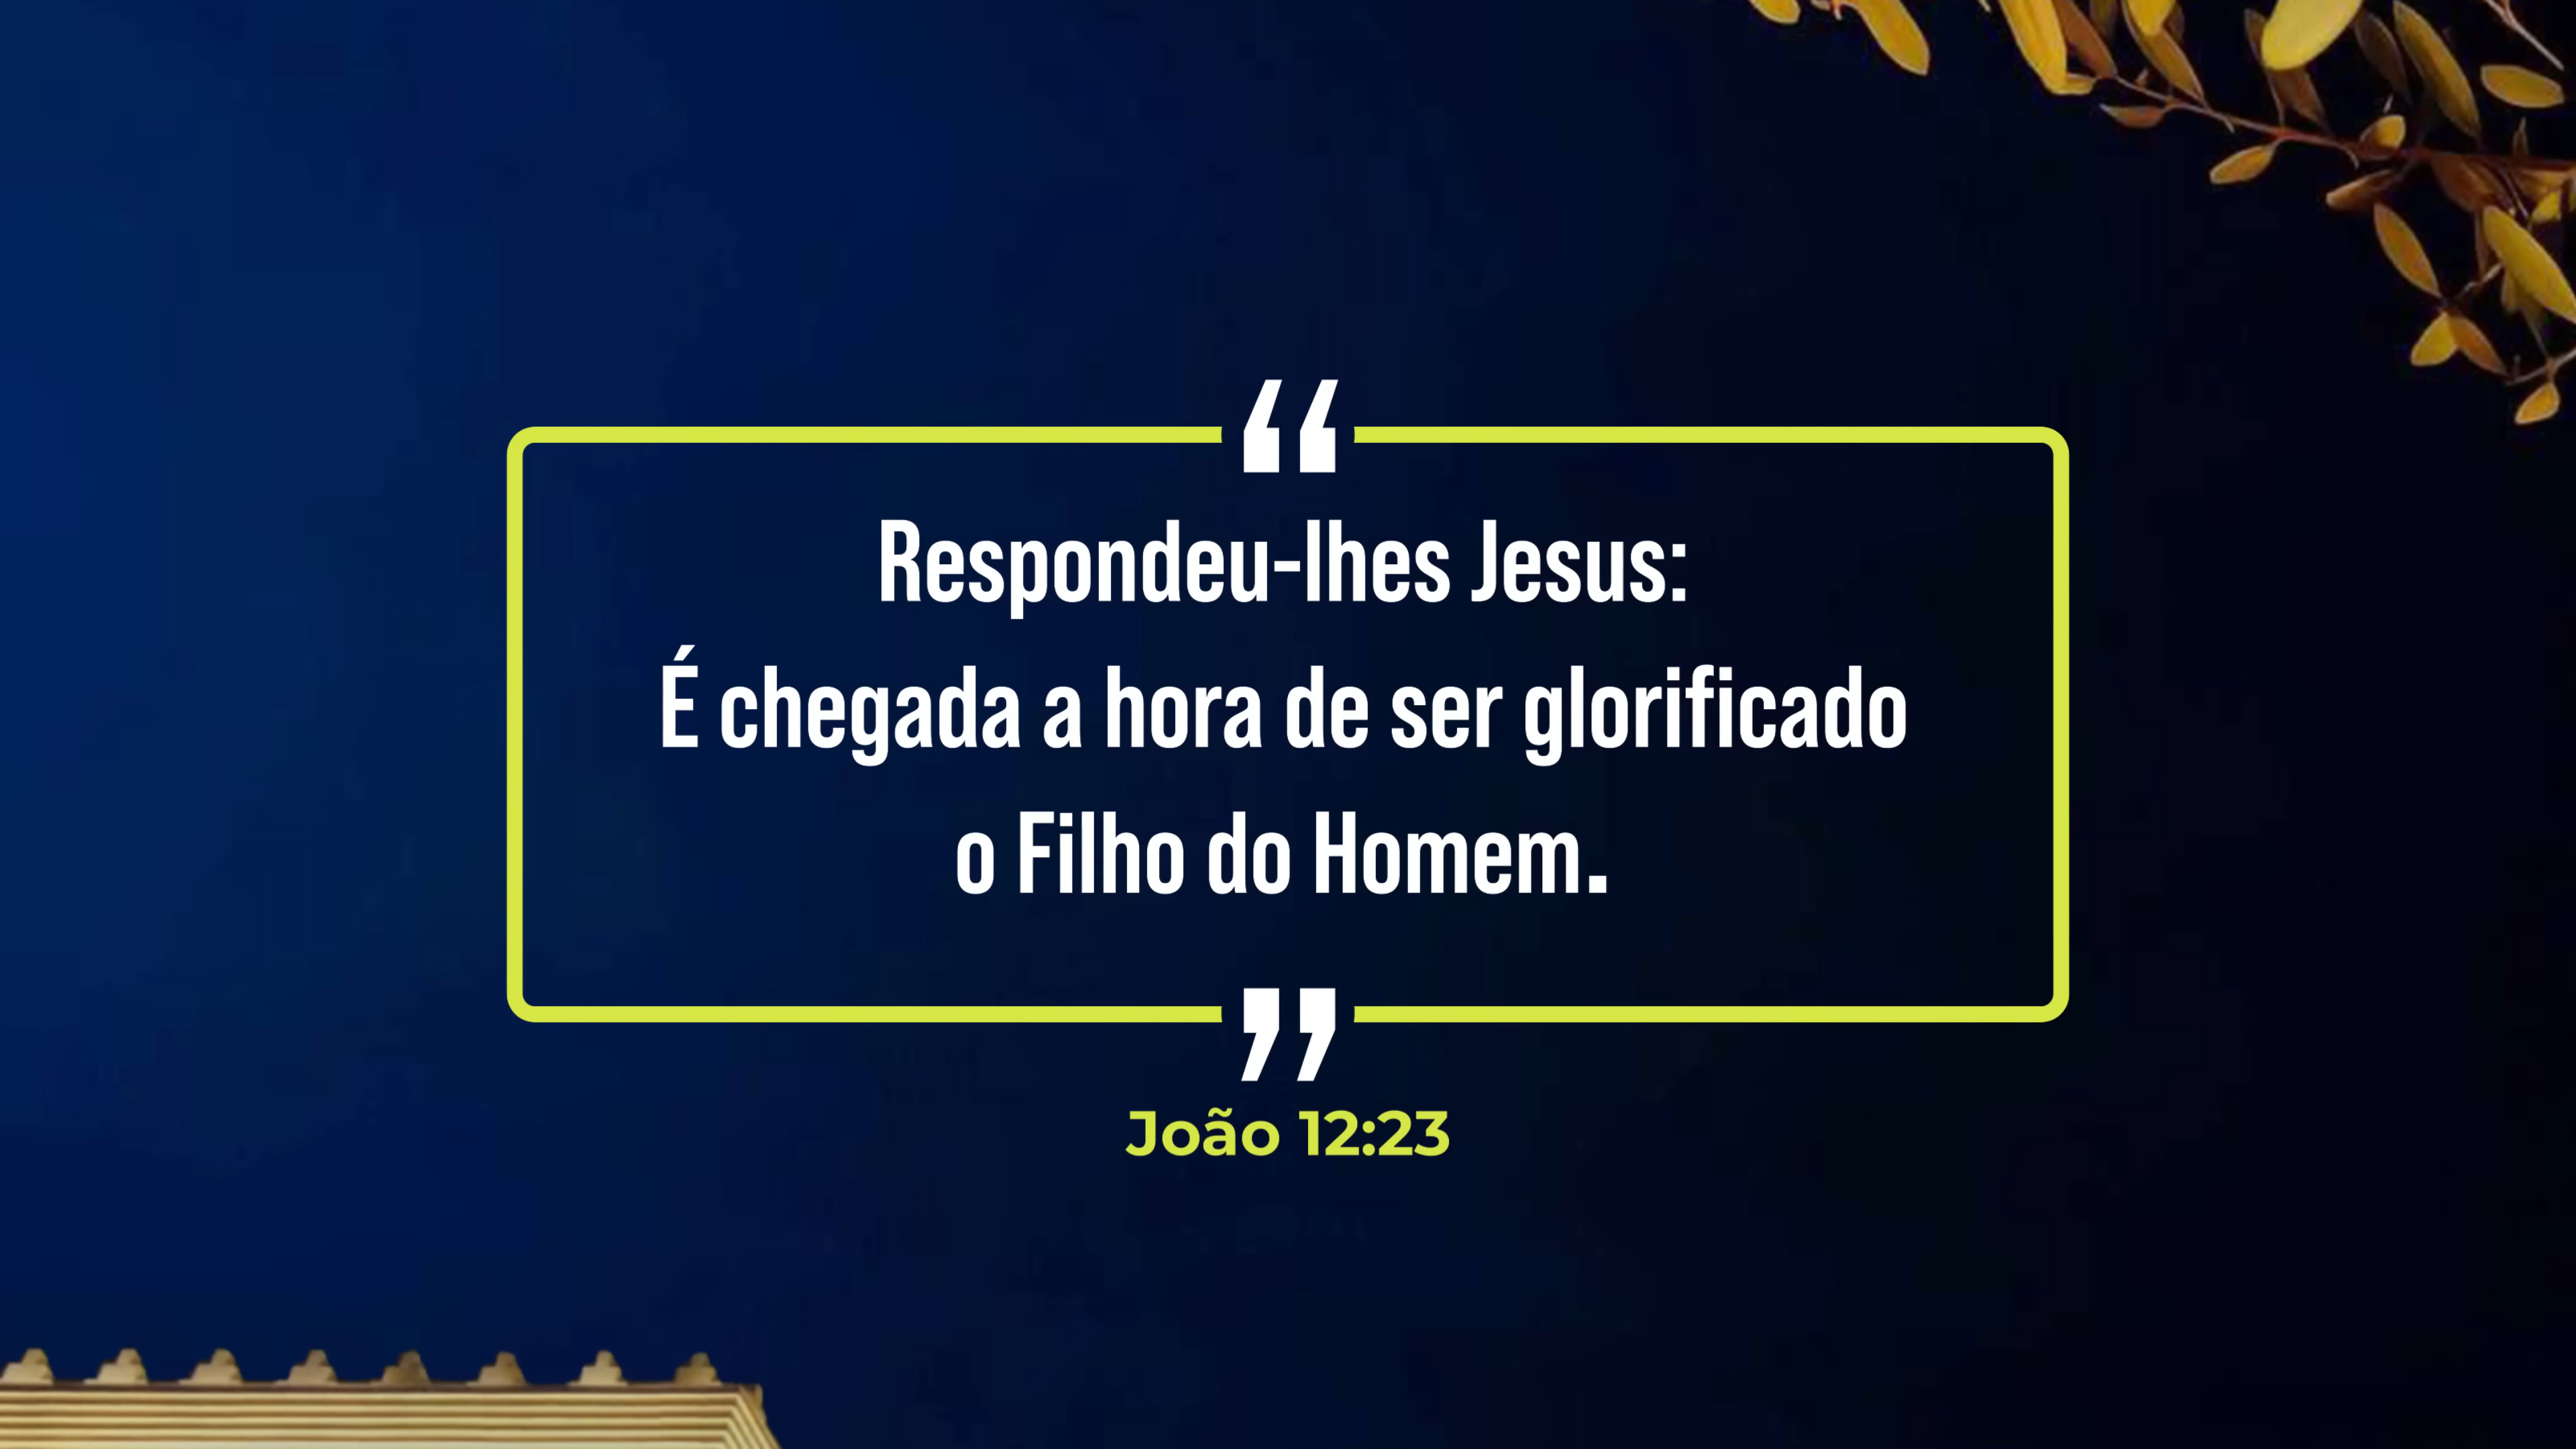 “
Respondeu-lhes Jesus:
É chegada a hora de ser glorificado
o Filho do Homem.
”
João 12:23